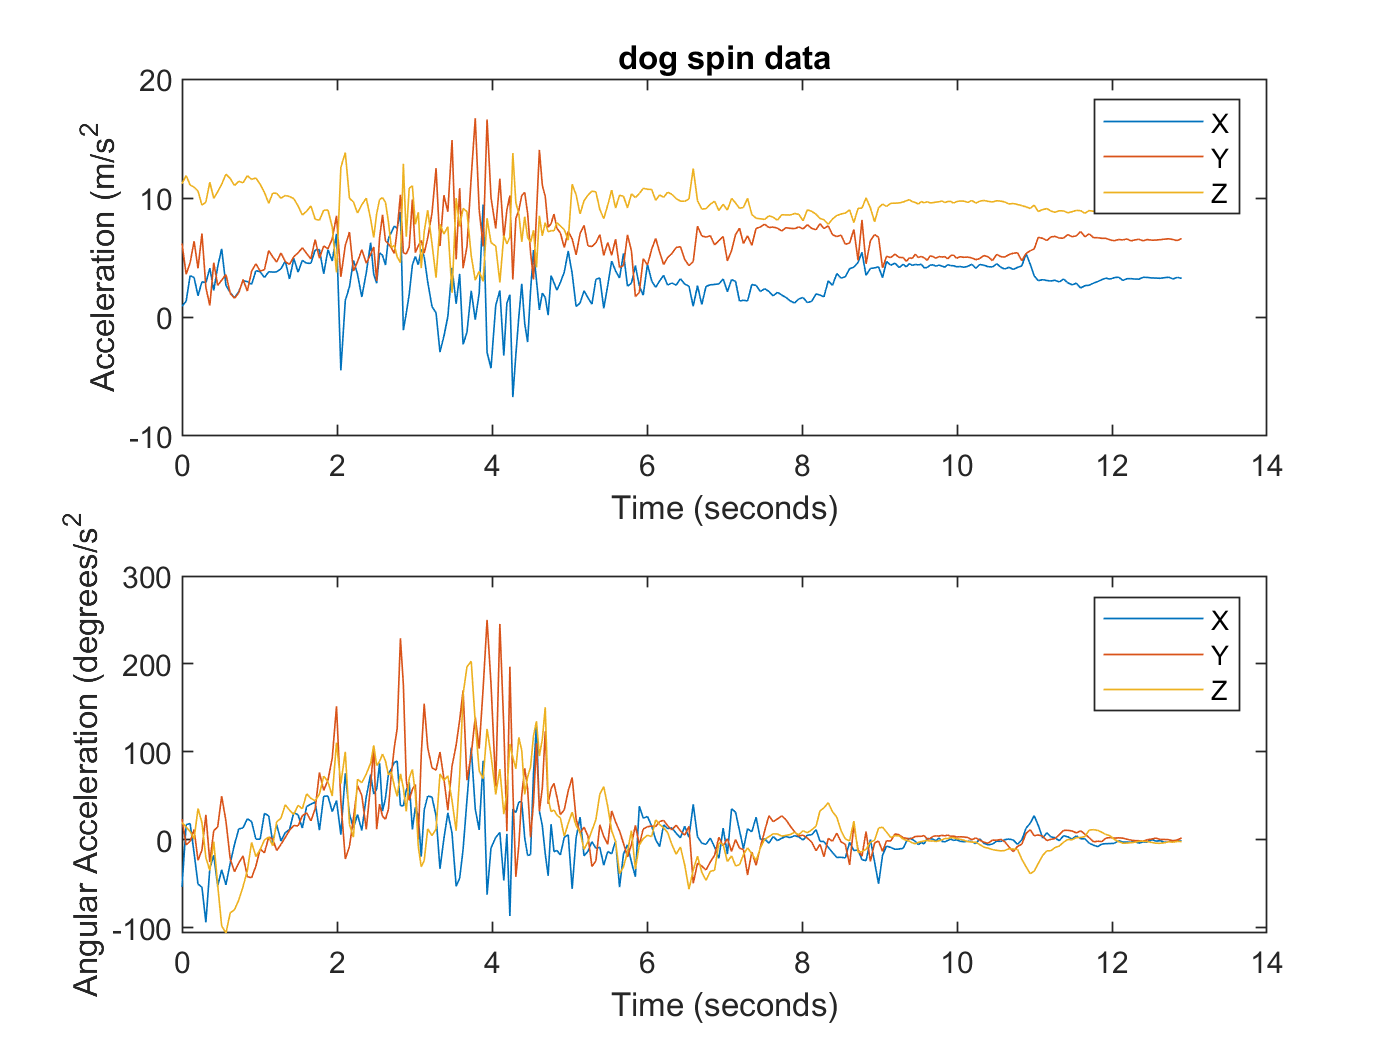 dog spin data
Acceleration (m/s²
20
10
0
-10
X
Y
Z
0 2 4 6 8 10 12 14
Time (seconds)
Angular Acceleration (degrees/s²
300
200
100
0
-100
X
Y
Z
0 2 4 6 8 10 12 14
Time (seconds)